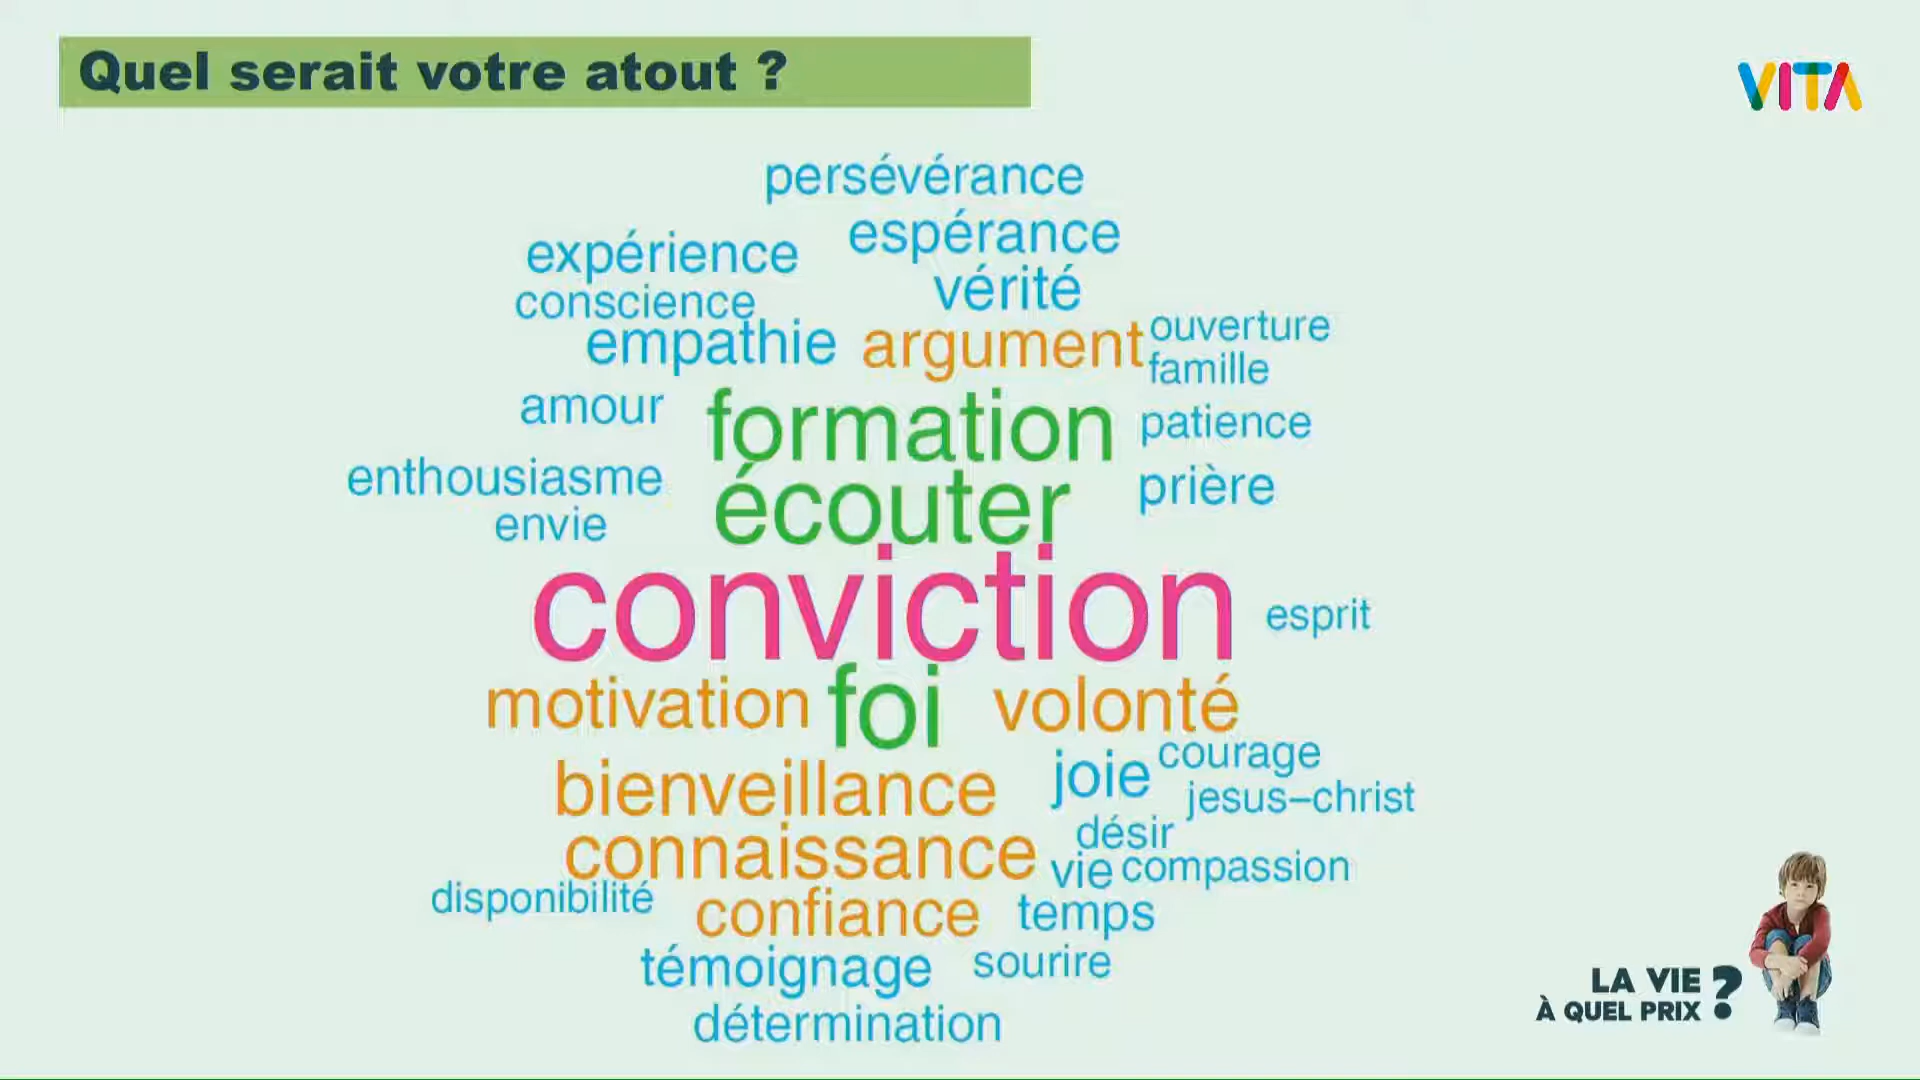 Quel serait votre atout ?
VITA
persévérance
espérance
expérience
vérité
conscience
ouverture
empathie argument
famille
amour formation patience
enthousiasme écouter prière
envie
conviction esprit
motivation foi volonté
courage
bienveillance joie
jesus–christ
désir
connaissance vie compassion
disponibilité confiance temps
témoignage sourire
LA VIE
À QUEL PRIX ?
détermination